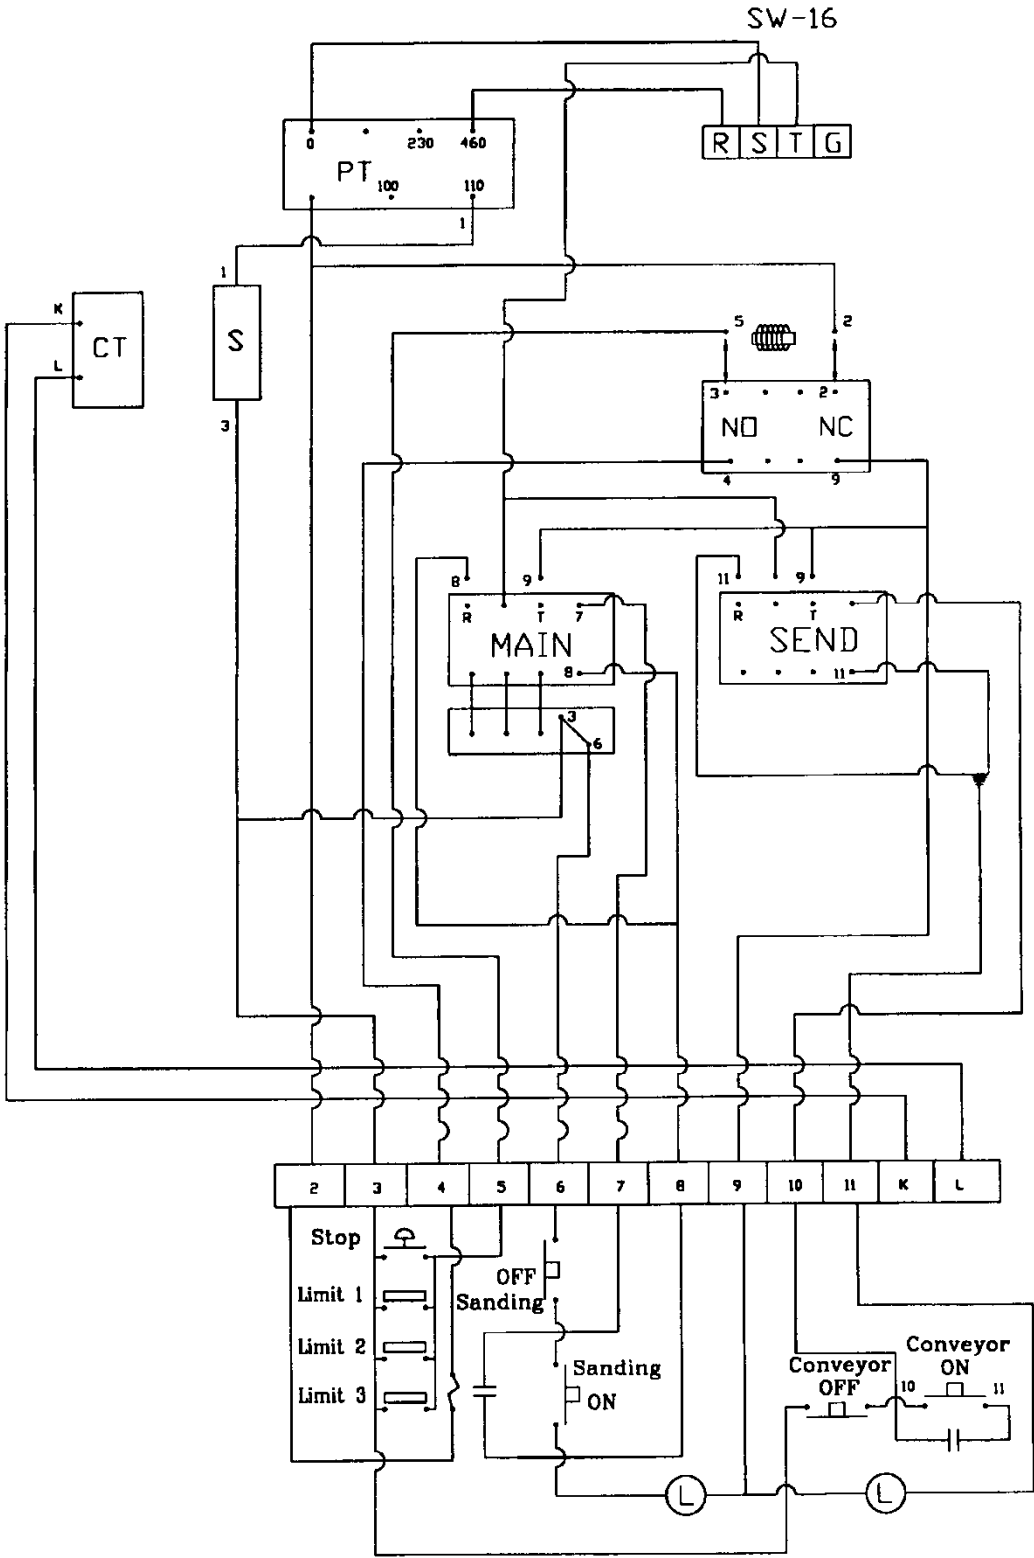 SW-16
R S T G
0 230 460
PT
100 110
1
1
K
CT
S
L
5 2
3 2
NO NC
3
4 9
8 9 11 9
R T 7 R T
MAIN SEND
8 11
3
6
2 3 4 5 6 7 8 9 10 11 K L
Stop
OFF
Sanding
Limit 1
Limit 2
Limit 3
Sanding
ON
Conveyor
ON
Conveyor
OFF
10 11
L L